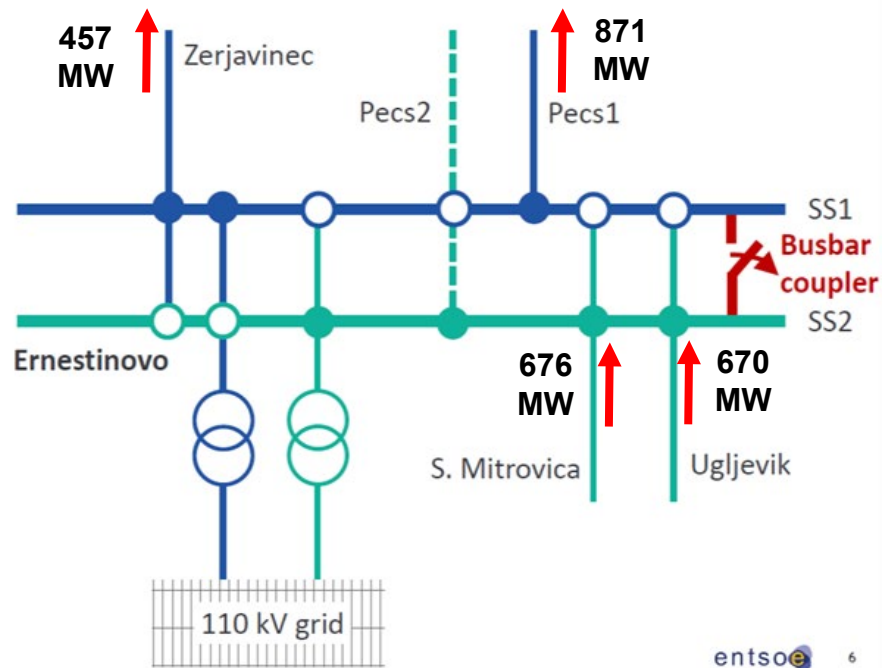 457
MW
Zerjavinec
871
MW
Pecs2
Pecs1
SS1
Busbar
coupler
SS2
Ernestinovo
676
MW
670
MW
S. Mitrovica
Ugljevik
110 kV grid
entsoe 6